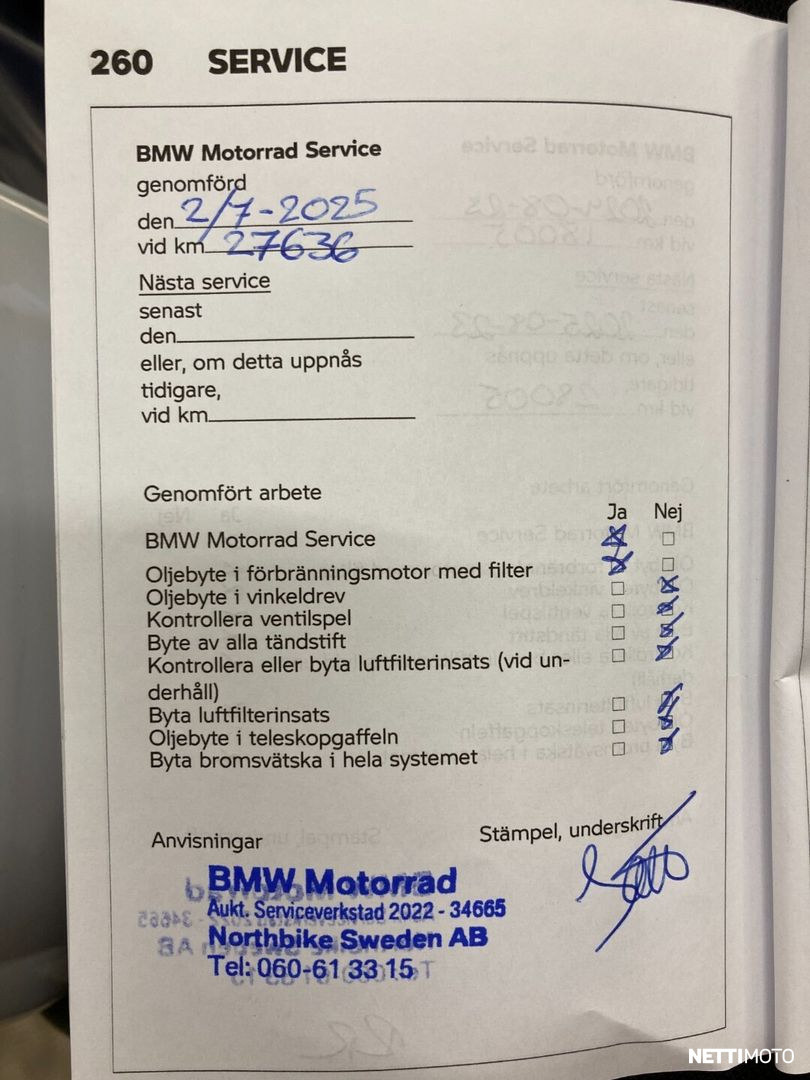 260 SERVICE
BMW Motorrad Service
genomförd
den 2/7-2025
vid km 27636
Nästa service
senast
den
eller, om detta uppnås
tidigare,
vid km
Genomfört arbete
Ja Nej
BMW Motorrad Service
Oljebyte i förbränningsmotor med filter
Oljebyte i vinkeldrev
Kontrollera ventilspel
Byte av alla tändstift
Kontrollera eller byta luftfilterinsats (vid un-
derhåll)
Byta luftfilterinsats
Oljebyte i teleskopgaffeln
Byta bromsvätska i hela systemet
Anvisningar
Stämpel, underskrift
BMW Motorrad
Aukt. Serviceverkstad 2022 - 34665
Northbike Sweden AB
Tel: 060-61 33 15
NETTIMOTO